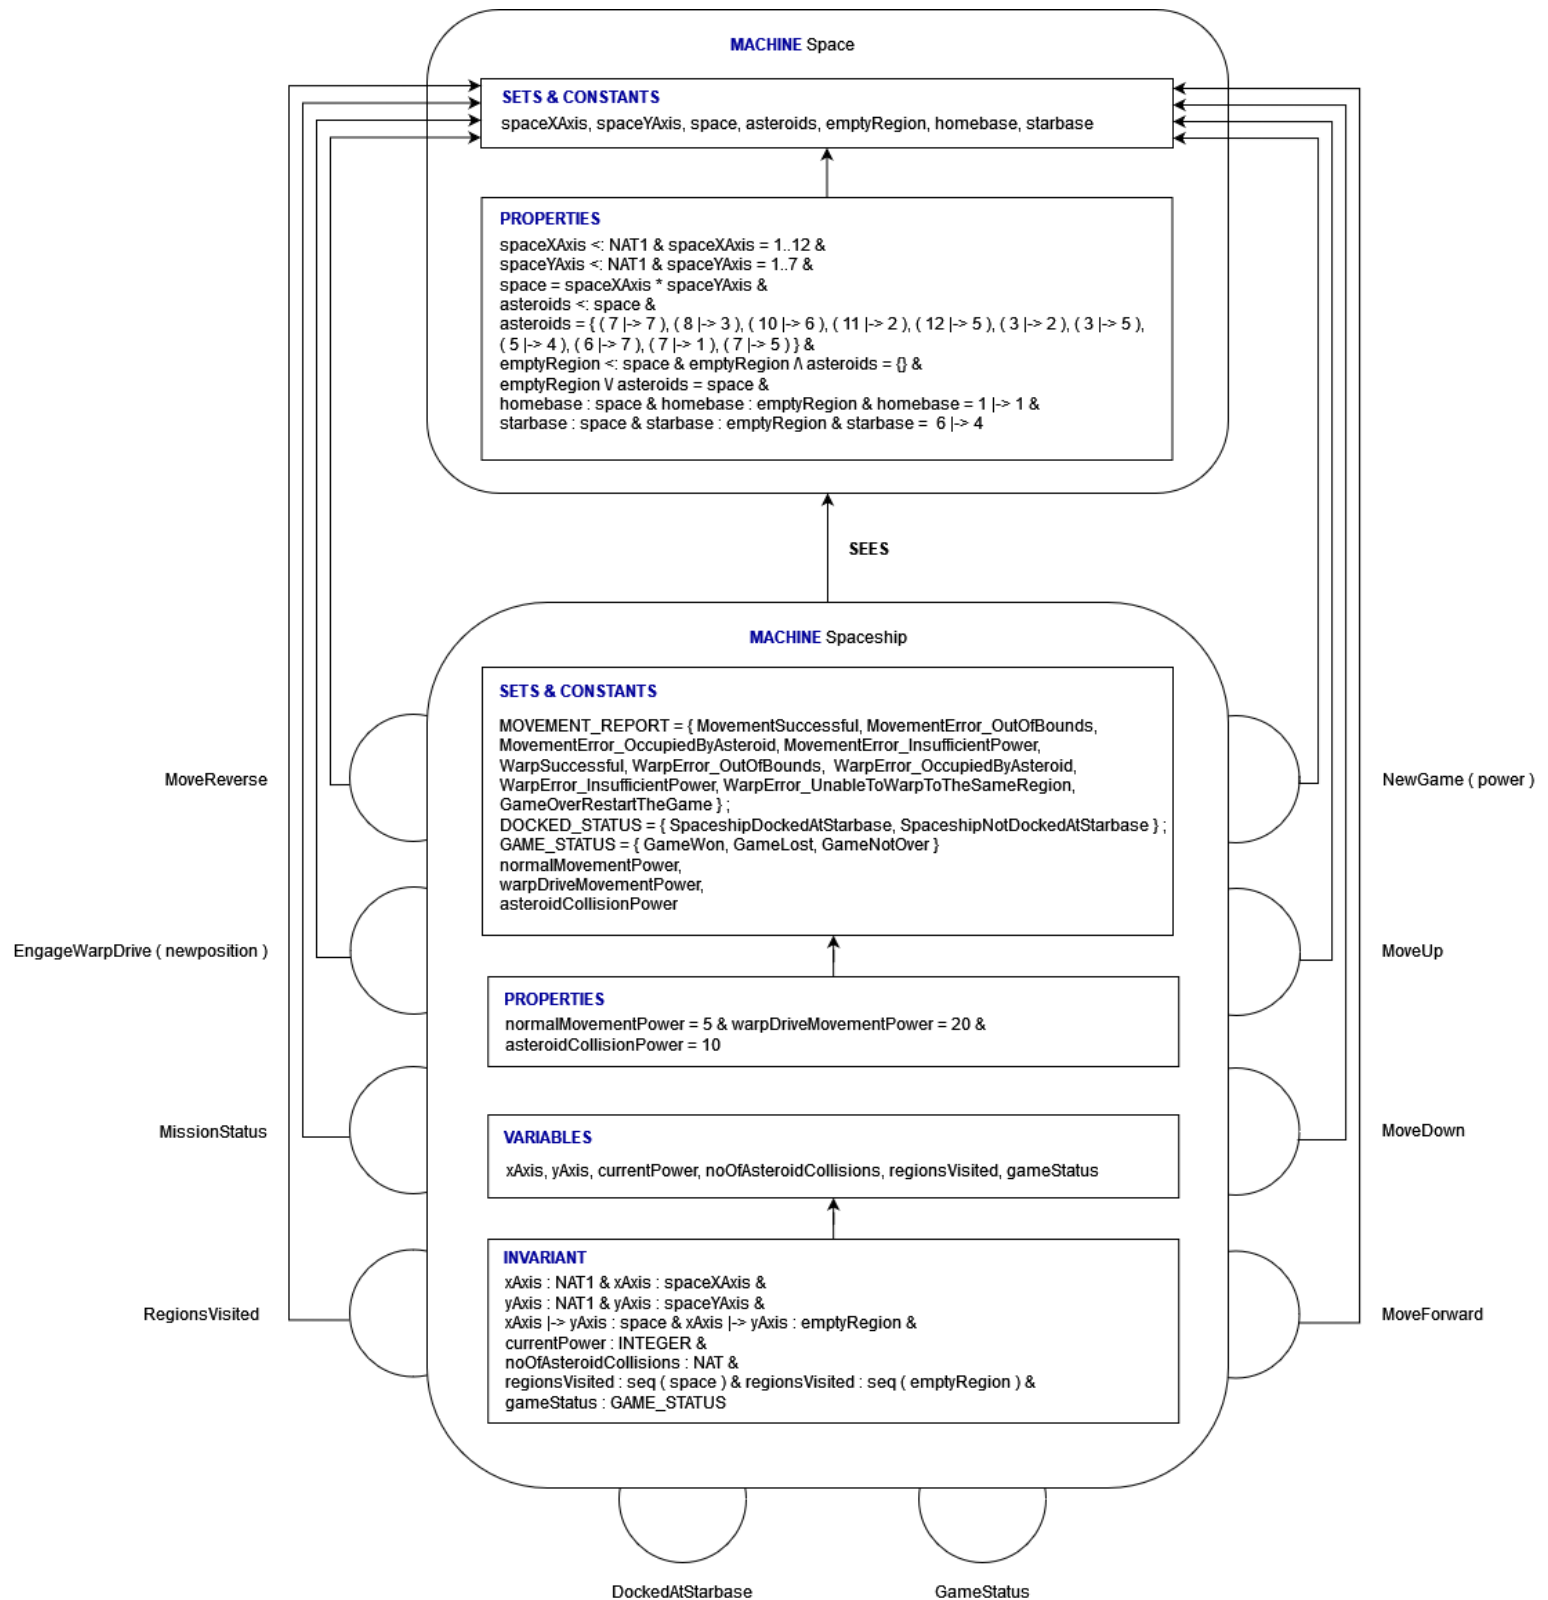 MACHINE Space
SETS & CONSTANTS
spaceXAxis, spaceYAxis, space, asteroids, emptyRegion, homebase, starbase
PROPERTIES
spaceXAxis <: NAT1 & spaceXAxis = 1..12 &
spaceYAxis <: NAT1 & spaceYAxis = 1..7 &
space = spaceXAxis * spaceYAxis &
asteroids <: space &
asteroids = { ( 7 |-> 7 ), ( 8 |-> 3 ), ( 10 |-> 6 ), ( 11 |-> 2 ), ( 12 |-> 5 ), ( 3 |-> 2 ), ( 3 |-> 5 ),
( 5 |-> 4 ), ( 6 |-> 7 ), ( 7 |-> 1 ), ( 7 |-> 5 ) } &
emptyRegion <: space & emptyRegion /\ asteroids = {} &
emptyRegion \/ asteroids = space &
homebase : space & homebase : emptyRegion & homebase = 1 |-> 1 &
starbase : space & starbase : emptyRegion & starbase = 6 |-> 4
SEES
MACHINE Spaceship
SETS & CONSTANTS
MOVEMENT_REPORT = { MovementSuccessful, MovementError_OutOfBounds,
MovementError_OccupiedByAsteroid, MovementError_InsufficientPower,
WarpSuccessful, WarpError_OutOfBounds, WarpError_OccupiedByAsteroid,
WarpError_InsufficientPower, WarpError_UnableToWarpToTheSameRegion,
GameOverRestartTheGame } ;
DOCKED_STATUS = { SpaceshipDockedAtStarbase, SpaceshipNotDockedAtStarbase } ;
GAME_STATUS = { GameWon, GameLost, GameNotOver }
normalMovementPower,
warpDriveMovementPower,
asteroidCollisionPower
PROPERTIES
normalMovementPower = 5 & warpDriveMovementPower = 20 &
asteroidCollisionPower = 10
VARIABLES
xAxis, yAxis, currentPower, noOfAsteroidCollisions, regionsVisited, gameStatus
INVARIANT
xAxis : NAT1 & xAxis : spaceXAxis &
yAxis : NAT1 & yAxis : spaceYAxis &
xAxis |-> yAxis : space & xAxis |-> yAxis : emptyRegion &
currentPower : INTEGER &
noOfAsteroidCollisions : NAT &
regionsVisited : seq ( space ) & regionsVisited : seq ( emptyRegion ) &
gameStatus : GAME_STATUS
MoveReverse
EngageWarpDrive ( newposition )
MissionStatus
RegionsVisited
NewGame ( power )
MoveUp
MoveDown
MoveForward
DockedAtStarbase
GameStatus